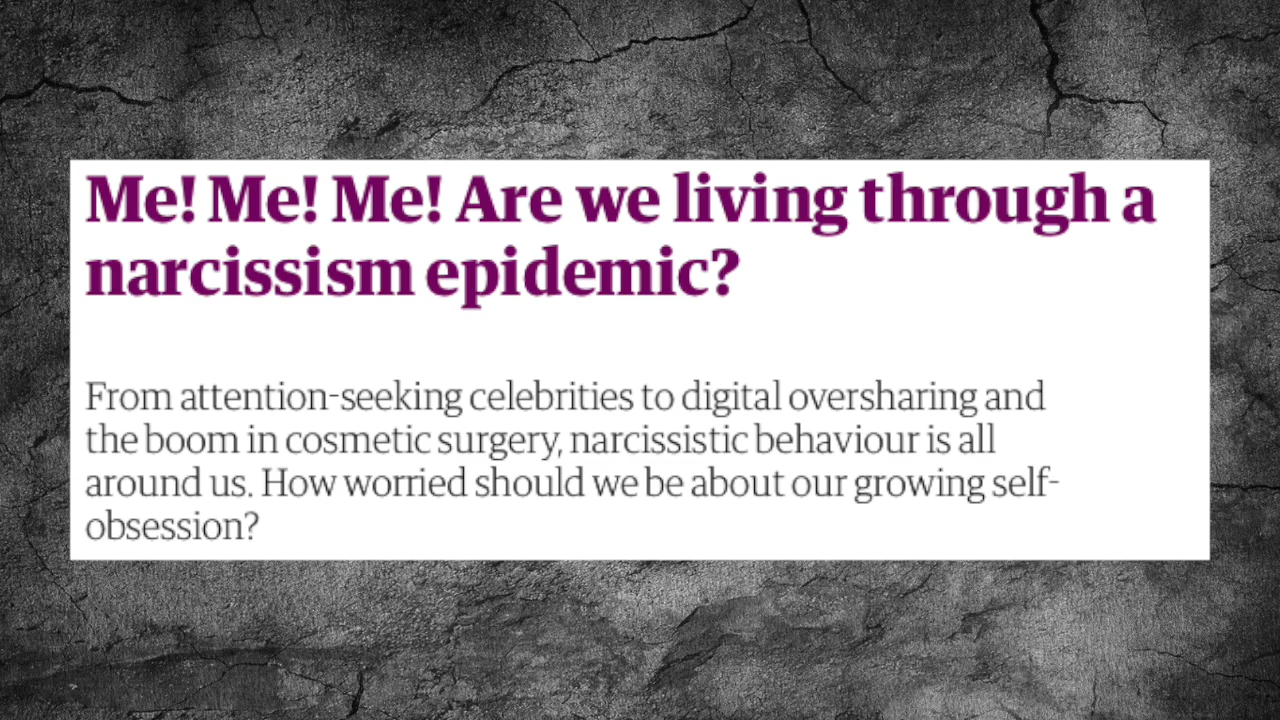 Me! Me! Me! Are we living through a
narcissism epidemic?
From attention-seeking celebrities to digital oversharing and
the boom in cosmetic surgery, narcissistic behaviour is all
around us. How worried should we be about our growing self-
obsession?